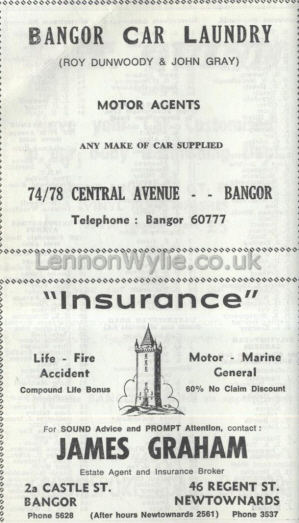 BANGOR CAR LAUNDRY
(ROY DUNWOODY & JOHN GRAY)
MOTOR AGENTS
ANY MAKE OF CAR SUPPLIED
74/78 CENTRAL AVENUE - - BANGOR
Telephone : Bangor 60777
LennonWylie.co.uk
"Insurance"
Life - Fire
Accident
Compound Life Bonus
Motor - Marine
General
60% No Claim Discount
For SOUND Advice and PROMPT Attention, contact :
JAMES GRAHAM
Estate Agent and Insurance Broker
2a CASTLE ST.
BANGOR
Phone 5628
46 REGENT ST.
NEWTOWNARDS
(After hours Newtownards 2561) Phone 3537